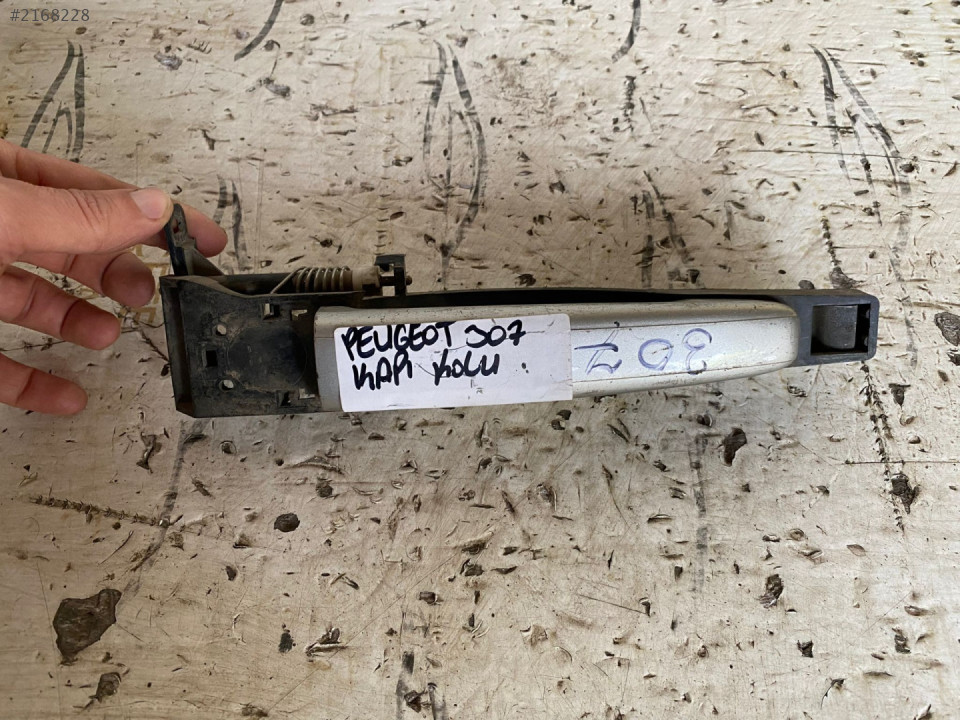 #2168228
PEUGEOT 307
KAPI KOLU
307